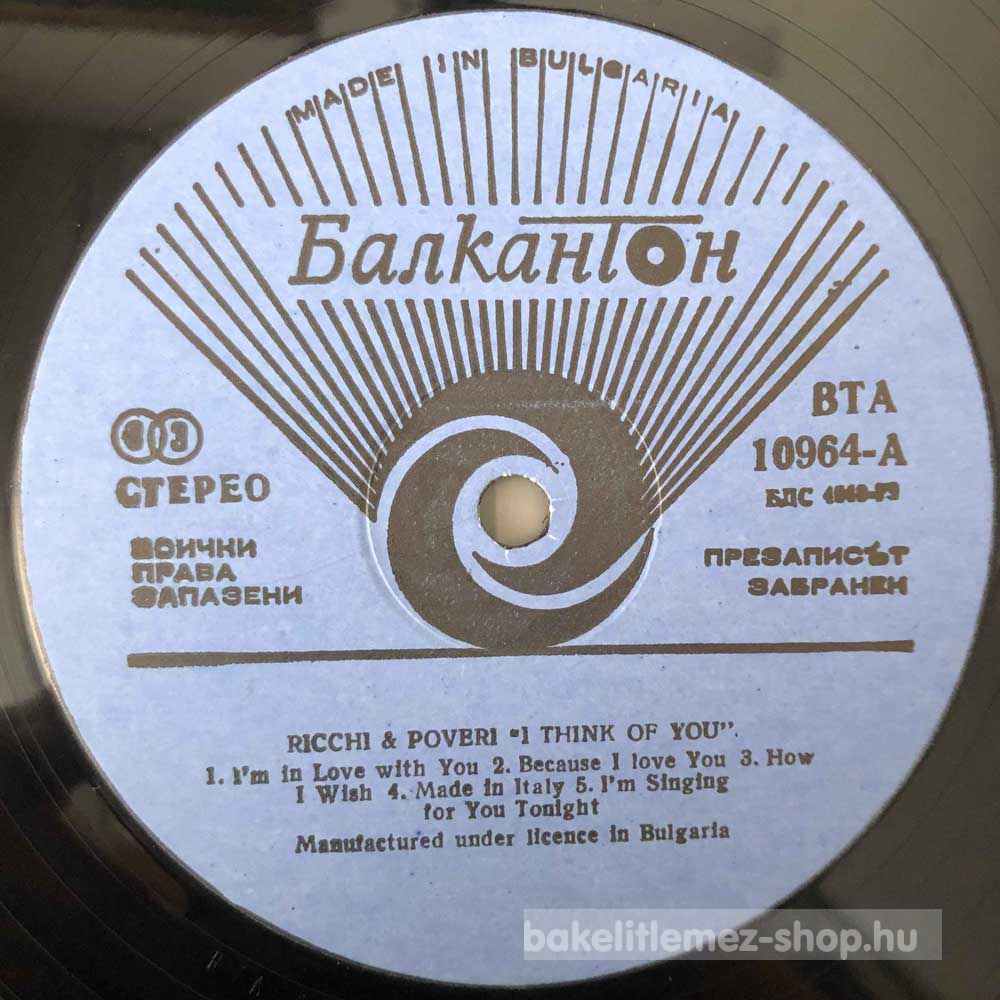 MADE IN BULGARIA
Балкантон
ВТА
10964-А
СТЕРЕО
БДС
ВСИЧКИ
ПРАВА
ЗАПАЗЕНИ
ПРЕЗАПИСЪТ
ЗАБРАНЕН
RICCHI & POVERI "I THINK OF YOU".
1. I'm in Love with You 2. Because I love You 3. How
I Wish 4. Made in Italy 5. I'm Singing
for You Tonight
Manufactured under licence in Bulgaria
bakelitlemez-shop.hu